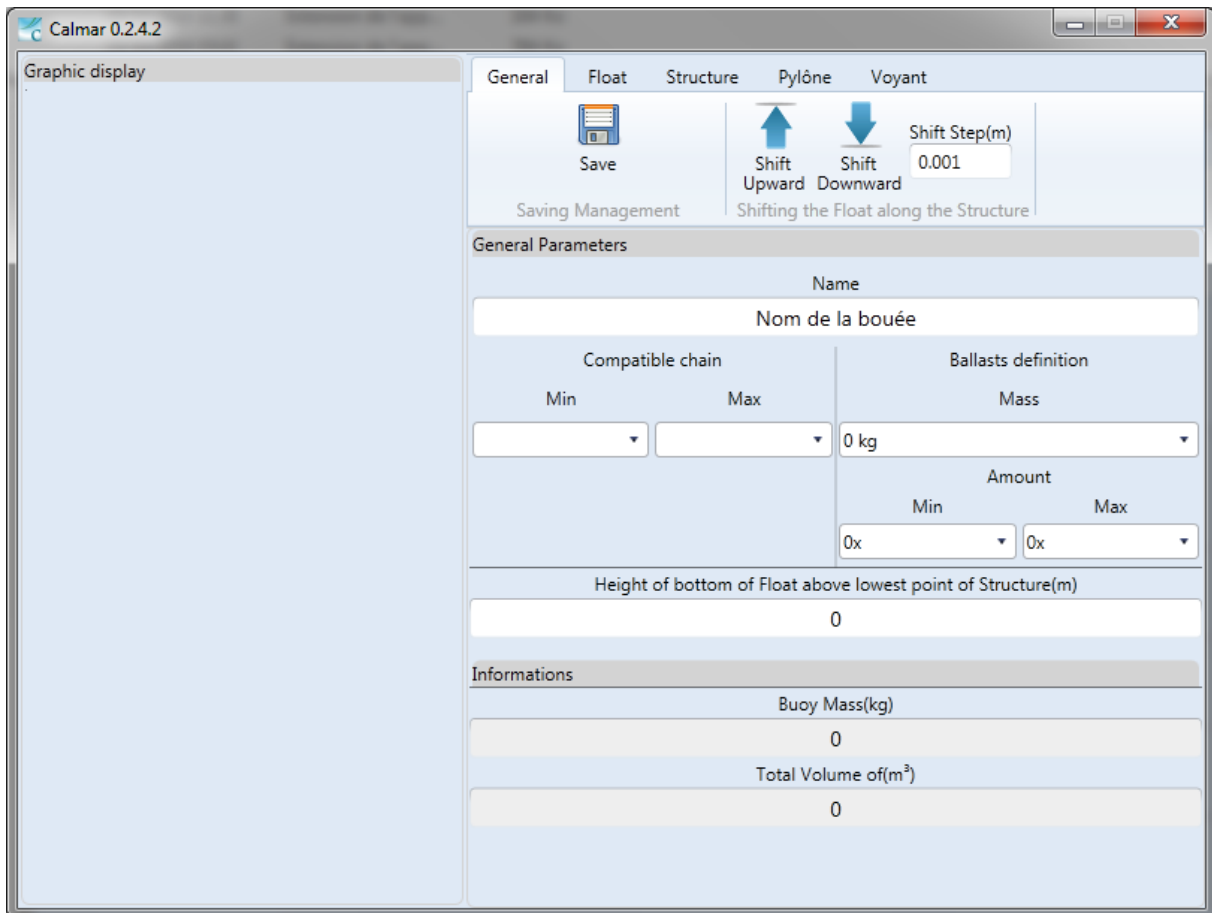 Calmar 0.2.4.2
Graphic display
General Float Structure Pylône Voyant
Save
Shift Upward
Shift Downward
Shift Step(m)
0.001
Saving Management
Shifting the Float along the Structure
General Parameters
Name
Nom de la bouée
Compatible chain
Ballasts definition
Min Max
Mass
0 kg
Amount
Min Max
0x 0x
Height of bottom of Float above lowest point of Structure(m)
0
Informations
Buoy Mass(kg)
0
Total Volume of(m³)
0